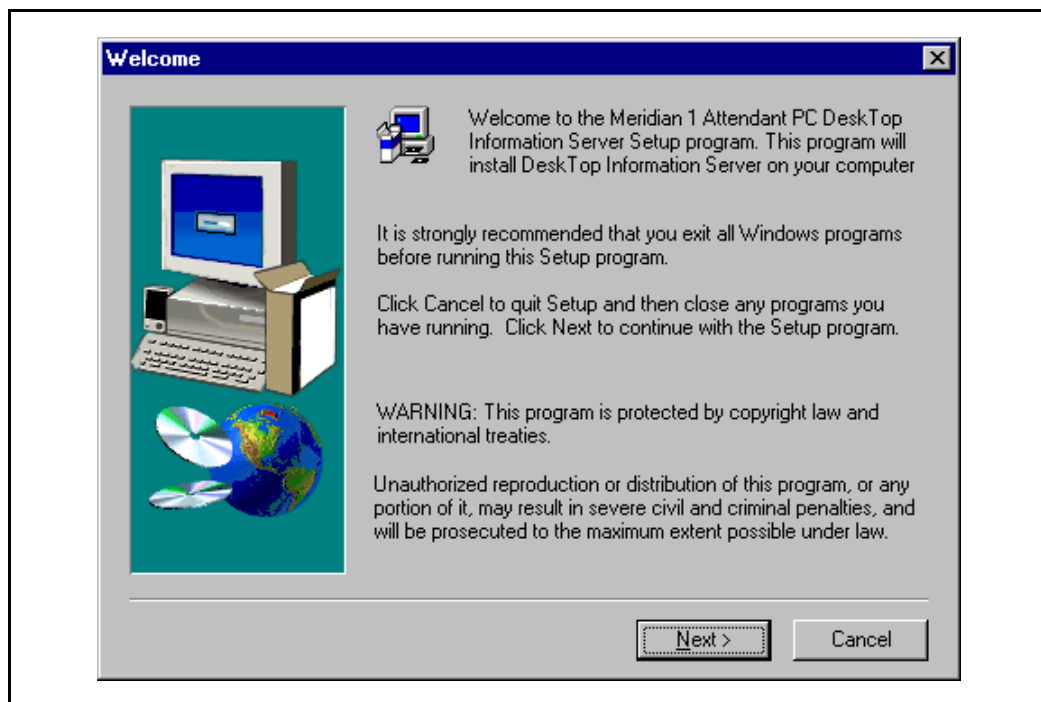 Welcome
Welcome to the Meridian 1 Attendant PC DeskTop
Information Server Setup program. This program will
install DeskTop Information Server on your computer
It is strongly recommended that you exit all Windows programs
before running this Setup program.
Click Cancel to quit Setup and then close any programs you
have running. Click Next to continue with the Setup program.
WARNING: This program is protected by copyright law and
international treaties.
Unauthorized reproduction or distribution of this program, or any
portion of it, may result in severe civil and criminal penalties, and
will be prosecuted to the maximum extent possible under law.
Next >
Cancel